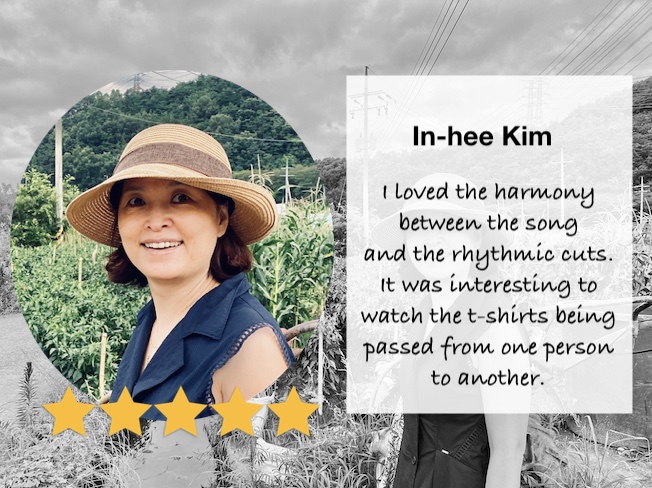 In-hee Kim
I loved the harmony
between the song
and the rhythmic cuts.
It was interesting to
watch the t-shirts being
passed from one person
to another.